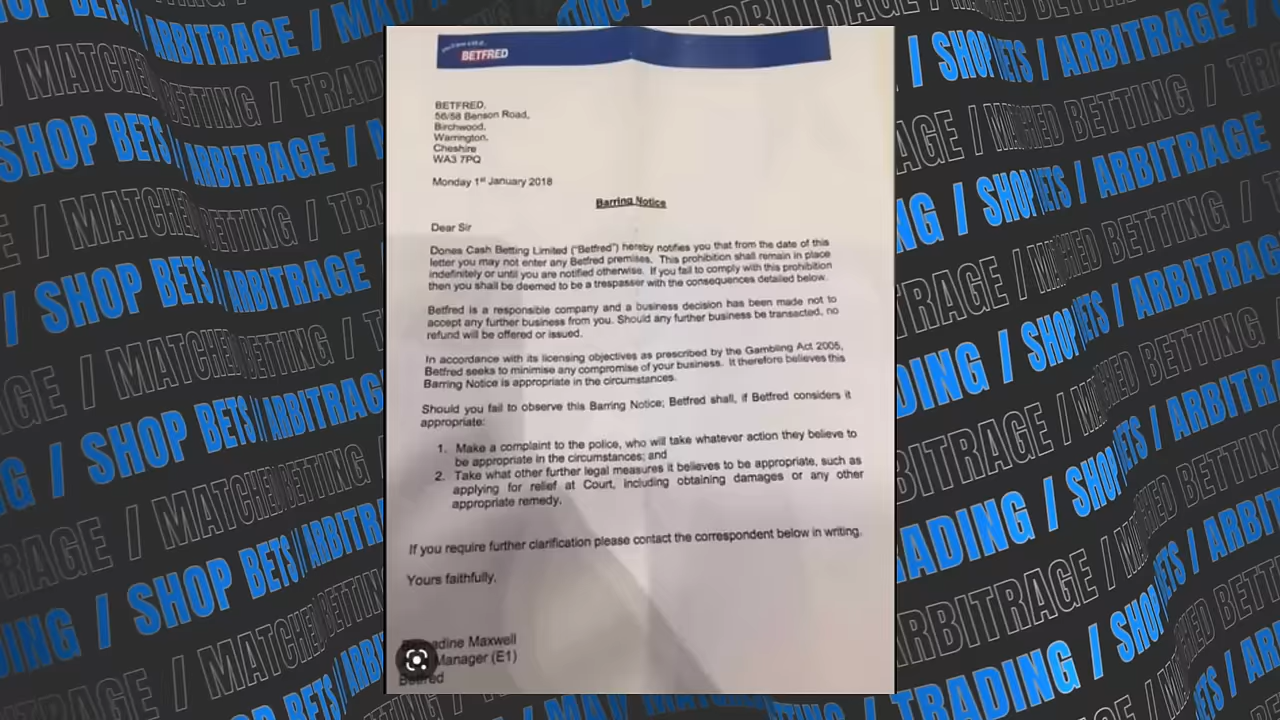 BETFRED
BETFRED,
56/58 Benson Road,
Birchwood,
Warrington,
Cheshire
WA3 7PQ
Monday 1st January 2018
Barring Notice
Dear Sir
Dones Cash Betting Limited ("Betfred") hereby notifies you that from the date of this
letter you may not enter any Betfred premises. This prohibition shall remain in place
indefinitely or until you are notified otherwise. If you fail to comply with this prohibition
then you shall be deemed to be a trespasser with the consequences detailed below.
Betfred is a responsible company and a business decision has been made not to
accept any further business from you. Should any further business be transacted, no
refund will be offered or issued.
In accordance with its licensing objectives as prescribed by the Gambling Act 2005,
Betfred seeks to minimise any compromise of your business. It therefore believes this
Barring Notice is appropriate in the circumstances.
Should you fail to observe this Barring Notice; Betfred shall, if Betfred considers it
appropriate:
1. Make a complaint to the police, who will take whatever action they believe to
be appropriate in the circumstances; and
2. Take what other further legal measures it believes to be appropriate, such as
applying for relief at Court, including obtaining damages or any other
appropriate remedy.
If you require further clarification please contact the correspondent below in writing.
Yours faithfully,
Maxwell
Manager (E1)
Betfred
SHOP BETS / ARBITRAGE / MATCHED BETTING / TRADING